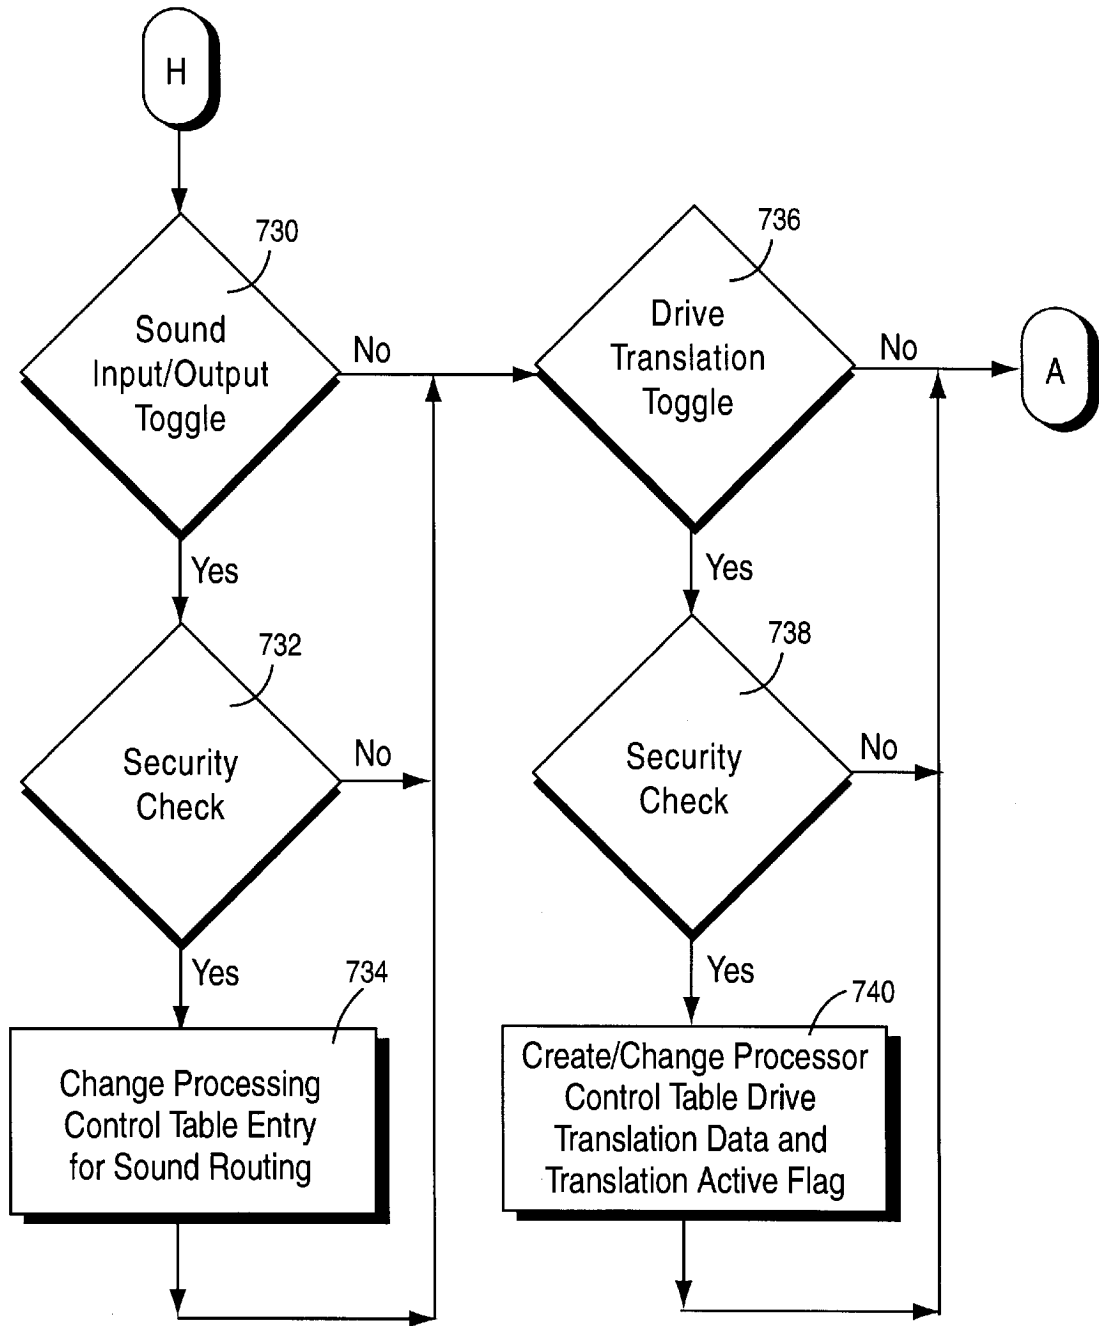 H
730
Sound
Input/Output
Toggle
No
Yes
732
Security
Check
No
Yes
734
Change Processing
Control Table Entry
for Sound Routing
736
Drive
Translation
Toggle
No
A
Yes
738
Security
Check
No
Yes
740
Create/Change Processor
Control Table Drive
Translation Data and
Translation Active Flag